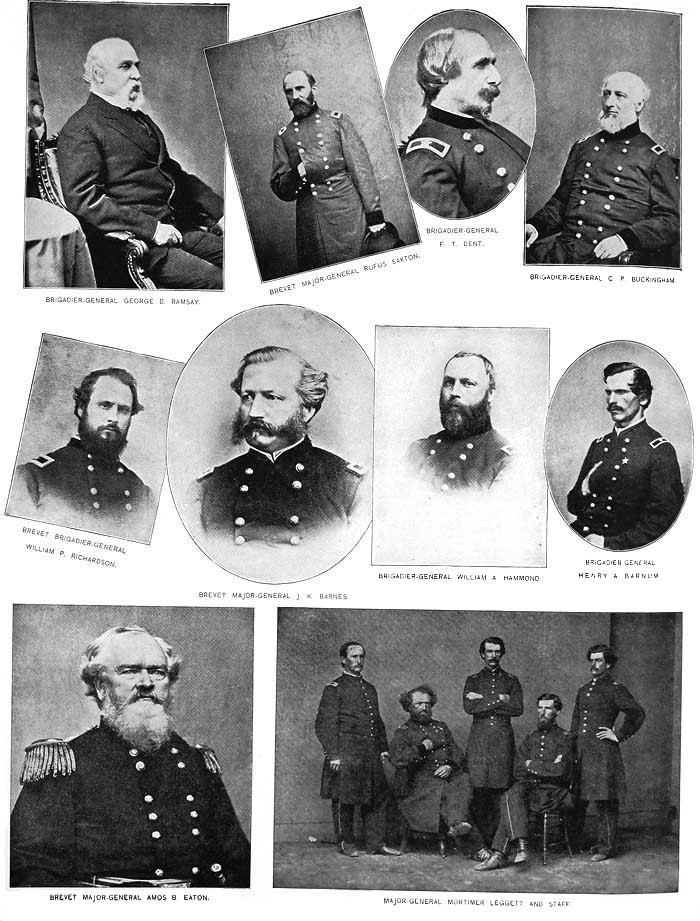 BRIGADIER-GENERAL GEORGE D. RAMSAY.
BREVET MAJOR-GENERAL RUFUS SAXTON.
BRIGADIER-GENERAL
F. T. DENT.
BRIGADIER-GENERAL C. P. BUCKINGHAM
BREVET BRIGADIER-GENERAL
WILLIAM P. RICHARDSON.
BREVET MAJOR-GENERAL J. K. BARNES
BRIGADIER-GENERAL WILLIAM A. HAMMOND
BRIGADIER GENERAL
HENRY A. BARNUM
BREVET MAJOR-GENERAL AMOS B. EATON.
MAJOR-GENERAL MORTIMER LEGGETT AND STAFF.